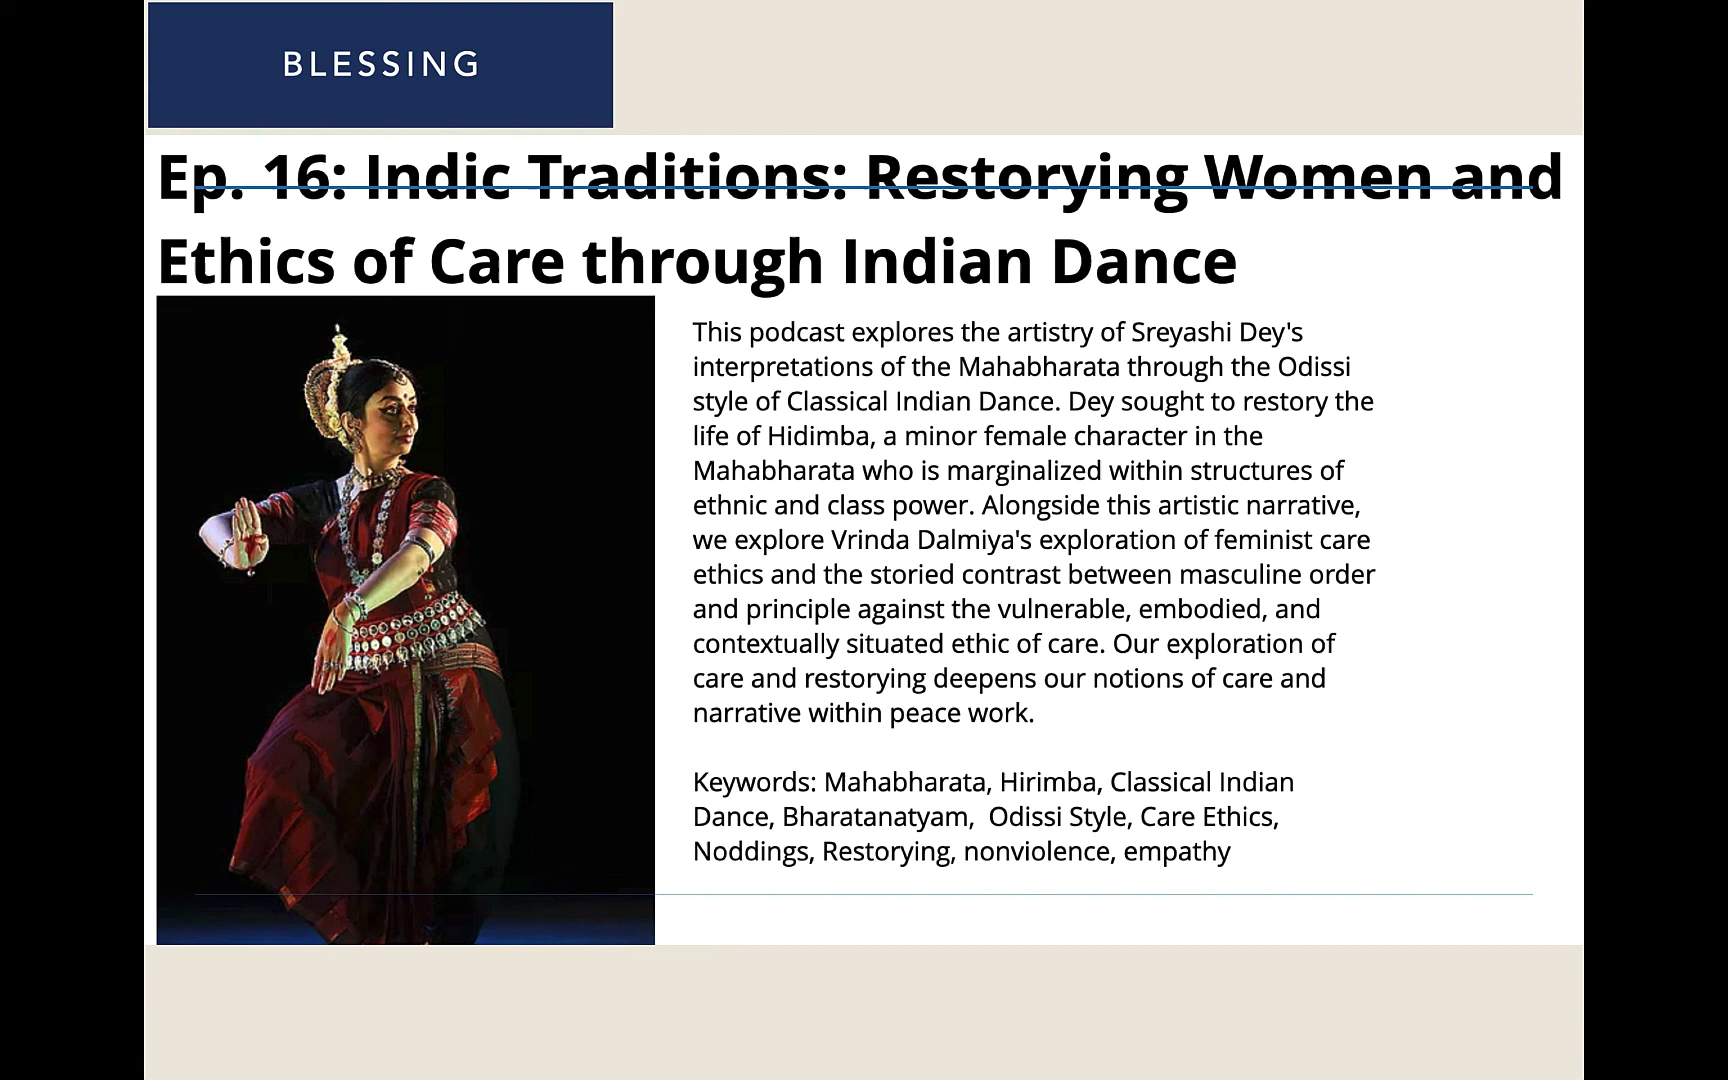 BLESSING
Ep. 16: Indic Traditions: Restorying Women and
Ethics of Care through Indian Dance
This podcast explores the artistry of Sreyashi Dey's
interpretations of the Mahabharata through the Odissi
style of Classical Indian Dance. Dey sought to restory the
life of Hidimba, a minor female character in the
Mahabharata who is marginalized within structures of
ethnic and class power. Alongside this artistic narrative,
we explore Vrinda Dalmiya's exploration of feminist care
ethics and the storied contrast between masculine order
and principle against the vulnerable, embodied, and
contextually situated ethic of care. Our exploration of
care and restorying deepens our notions of care and
narrative within peace work.
Keywords: Mahabharata, Hirimba, Classical Indian
Dance, Bharatanatyam,  Odissi Style, Care Ethics,
Noddings, Restorying, nonviolence, empathy